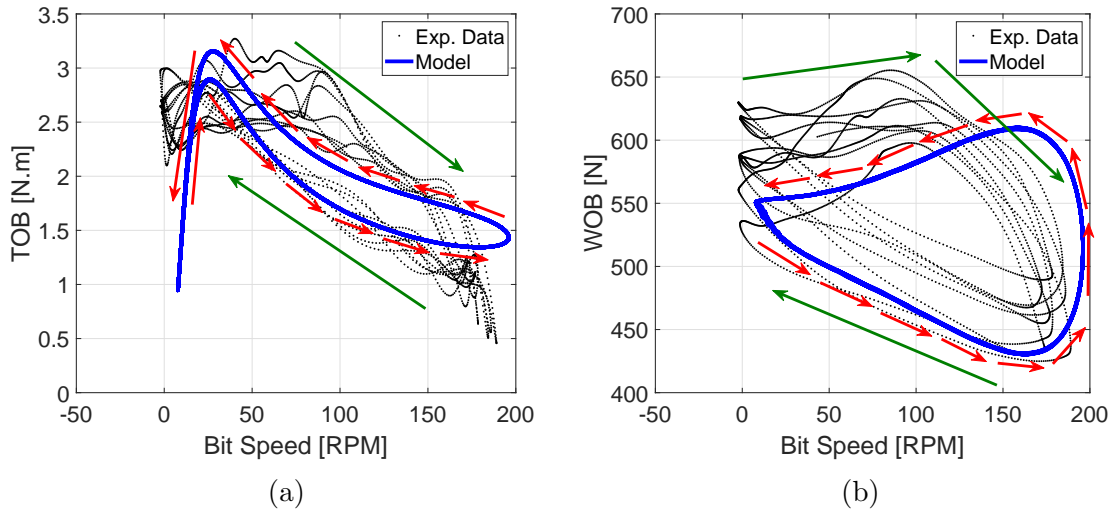 3.5
3
2.5
2
1.5
1
0.5
0
TOB [N.m]
-50 0 50 100 150 200
Bit Speed [RPM]
Exp. Data
Model
(a)
700
650
600
550
500
450
400
WOB [N]
-50 0 50 100 150 200
Bit Speed [RPM]
Exp. Data
Model
(b)